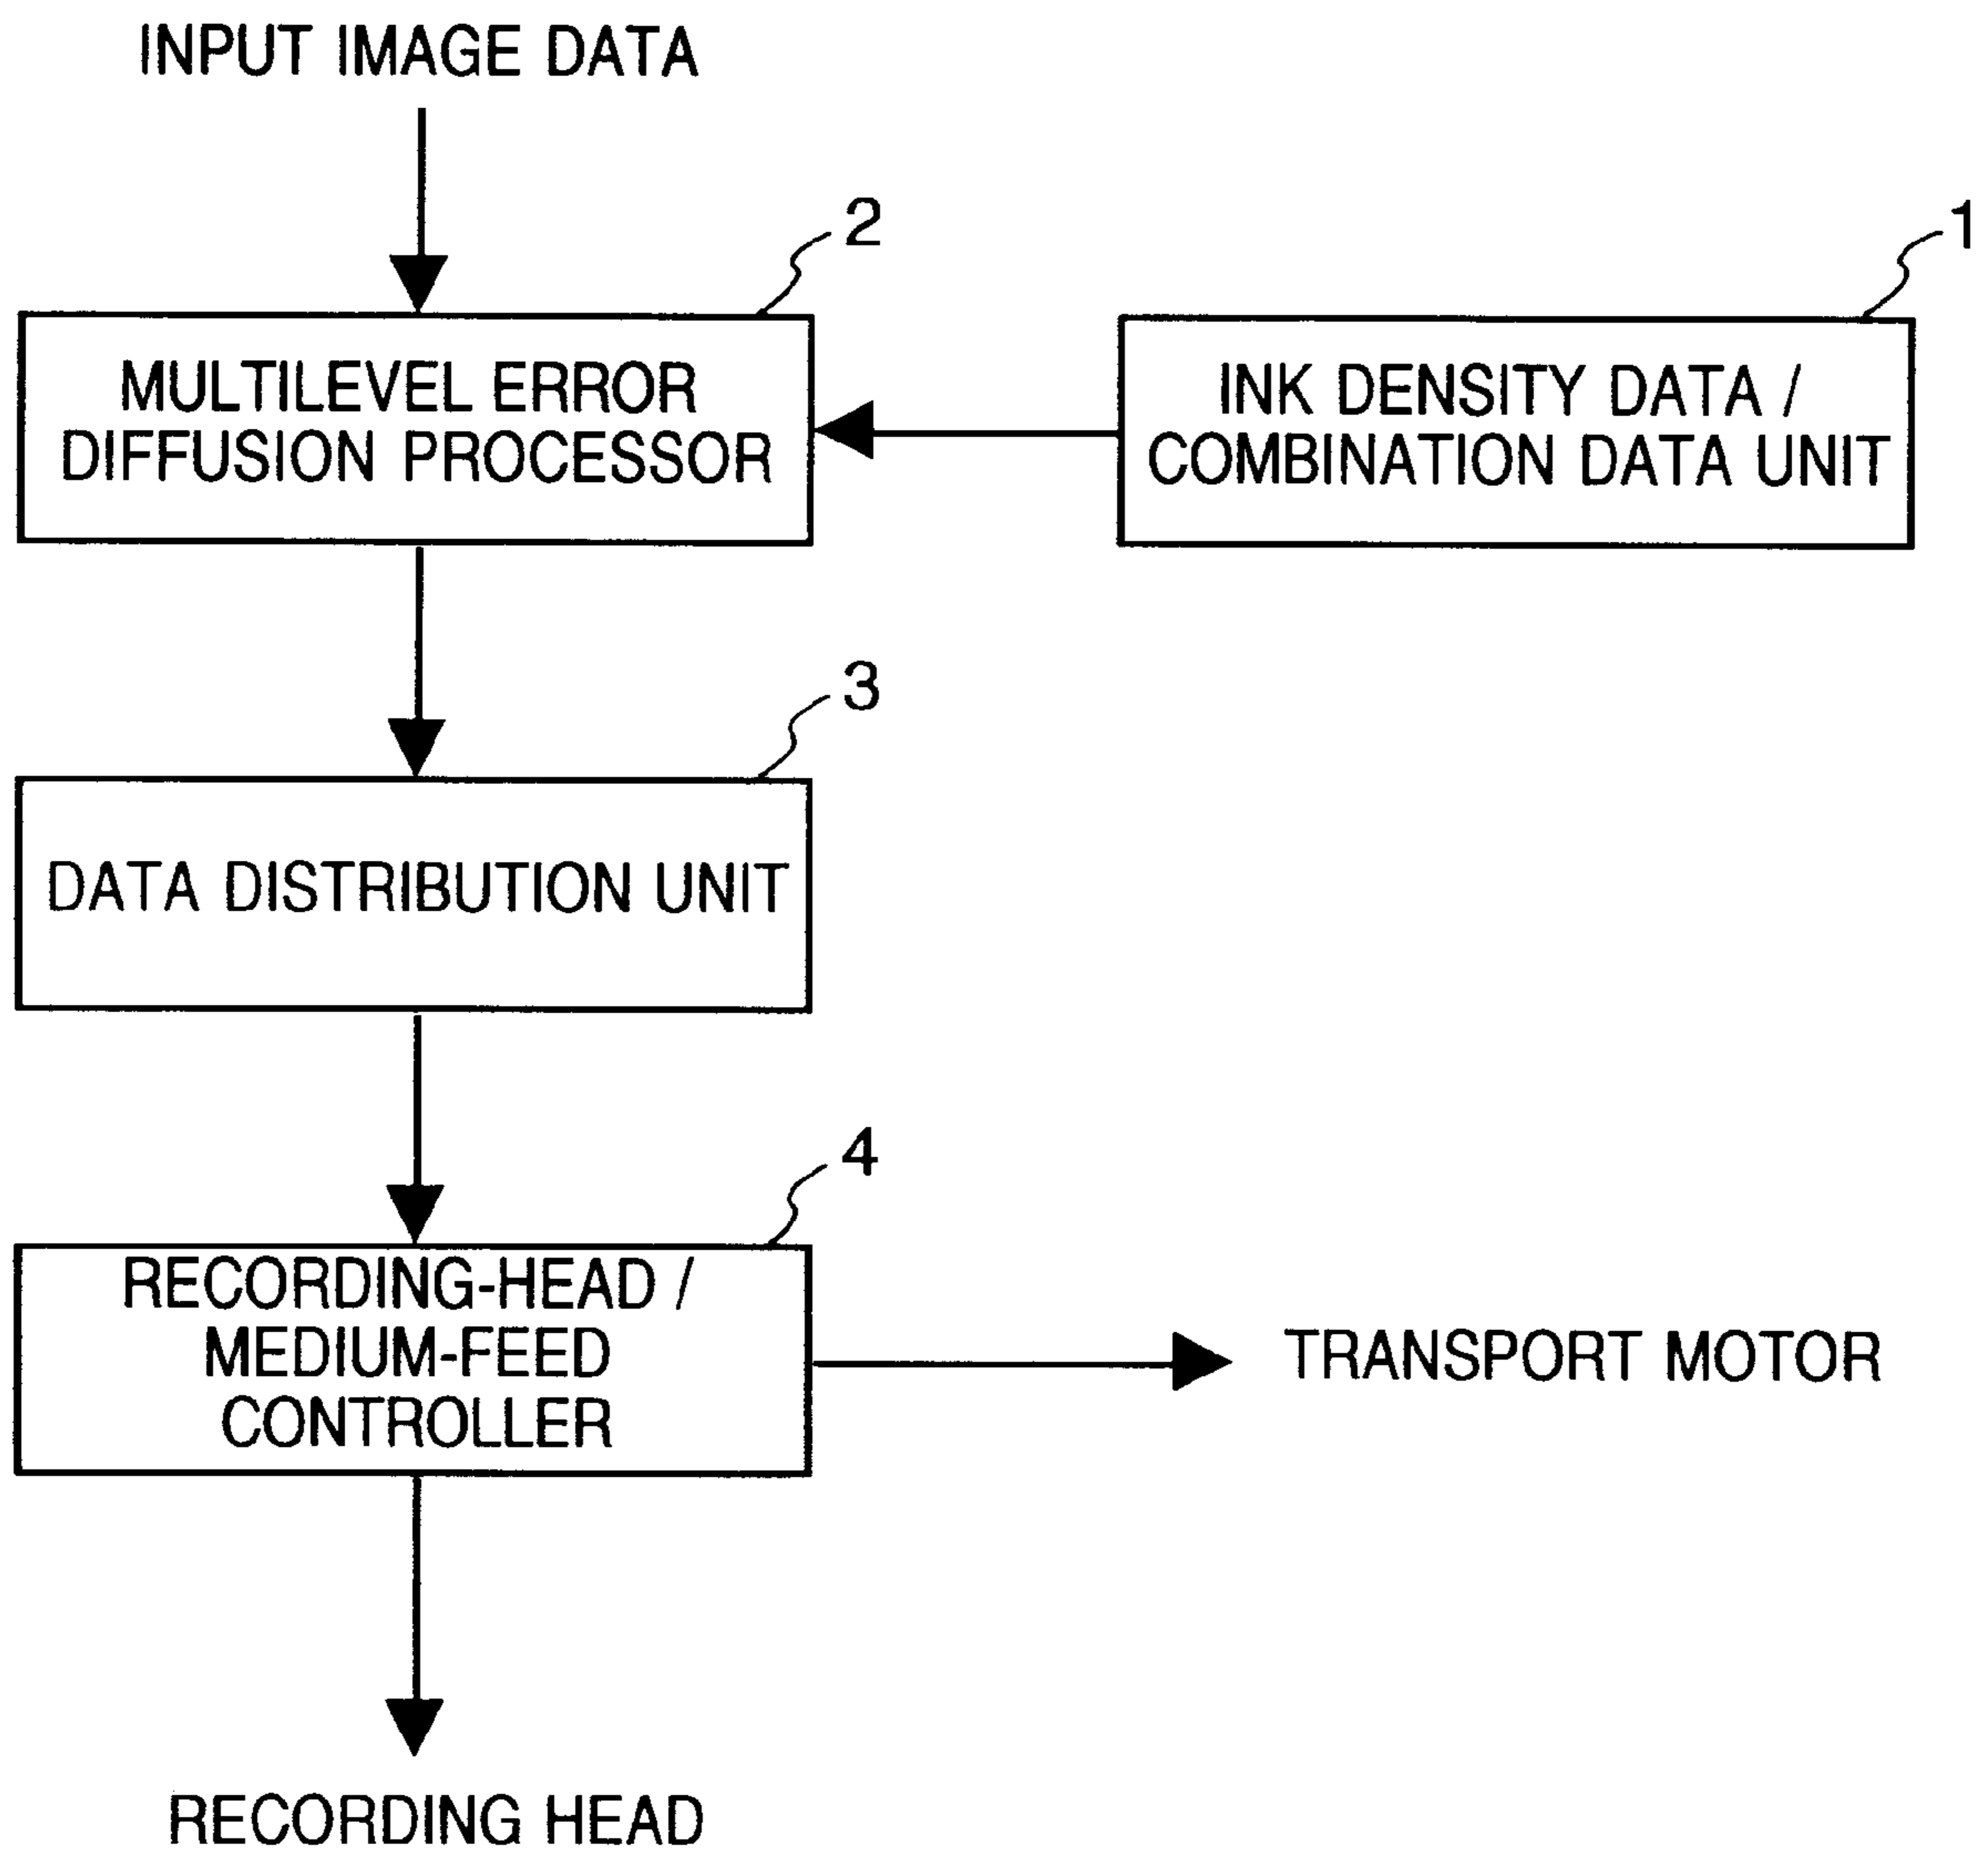 INPUT IMAGE DATA
2
1
MULTILEVEL ERROR
DIFFUSION PROCESSOR
INK DENSITY DATA /
COMBINATION DATA UNIT
3
DATA DISTRIBUTION UNIT
4
RECORDING-HEAD /
MEDIUM-FEED
CONTROLLER
TRANSPORT MOTOR
RECORDING HEAD